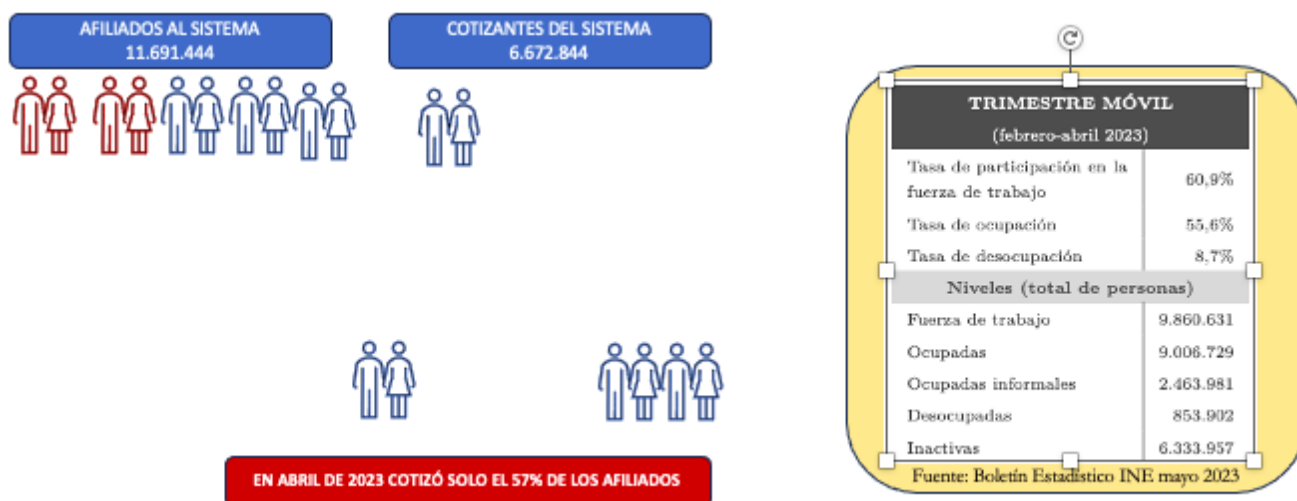 AFILIADOS AL SISTEMA
11.691.444
COTIZANTES DEL SISTEMA
6.672.844
EN ABRIL DE 2023 COTIZÓ SOLO EL 57% DE LOS AFILIADOS
TRIMESTRE MÓVIL
(febrero-abril 2023)
Tasa de participación en la
fuerza de trabajo 60,9%
Tasa de ocupación 55,6%
Tasa de desocupación 8,7%
Niveles (total de personas)
Fuerza de trabajo 9.860.631
Ocupadas 9.006.729
Ocupadas informales 2.463.981
Desocupadas 853.902
Inactivas 6.333.957
Fuente: Boletín Estadístico INE mayo 2023